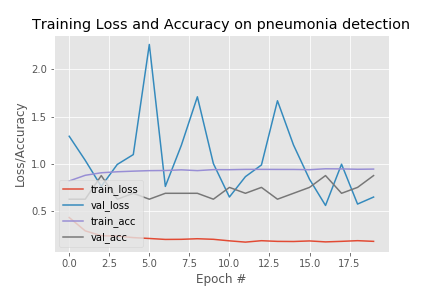 Training Loss and Accuracy on pneumonia detection
Loss/Accuracy
2.0
1.5
1.0
0.5
train_loss
val_loss
train_acc
val_acc
0.0 2.5 5.0 7.5 10.0 12.5 15.0 17.5
Epoch #